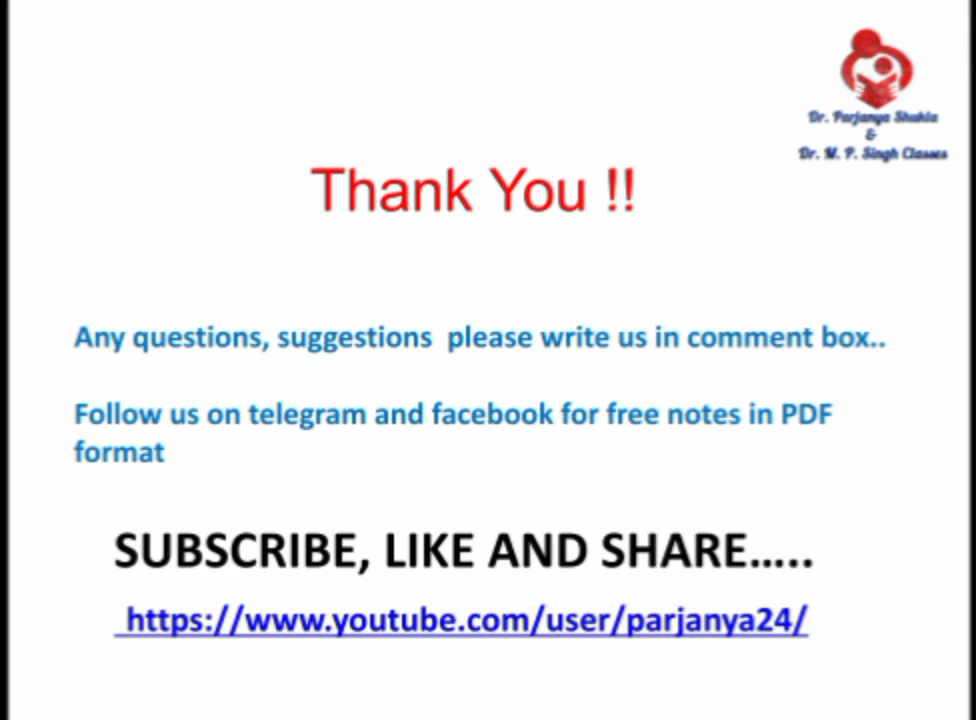 Dr. Parjanya Shukla
&
Dr. M. P. Singh Classes
Thank You !!
Any questions, suggestions  please write us in comment box..
Follow us on telegram and facebook for free notes in PDF
format
SUBSCRIBE, LIKE AND SHARE.....
https://www.youtube.com/user/parjanya24/